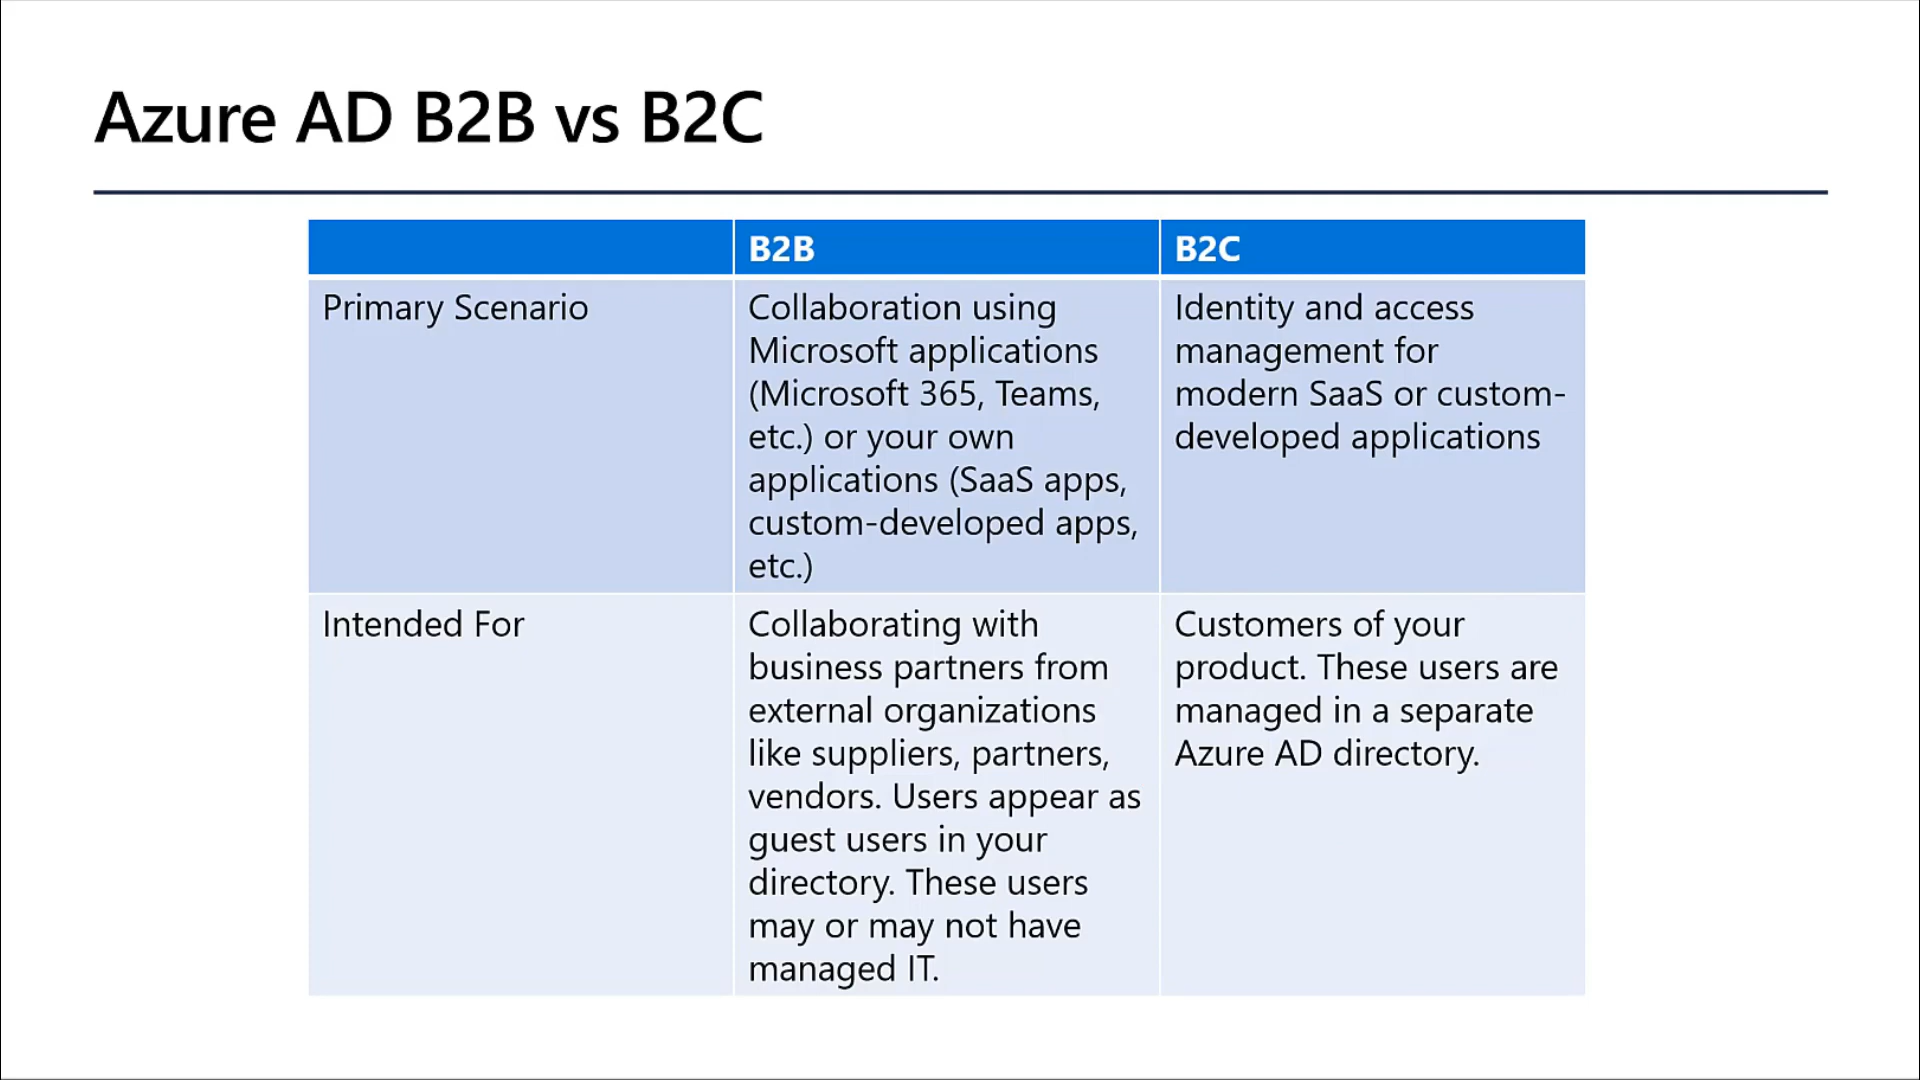 Azure AD B2B vs B2C
B2B
B2C
Primary Scenario
Collaboration using
Microsoft applications
(Microsoft 365, Teams,
etc.) or your own
applications (SaaS apps,
custom-developed apps,
etc.)
Identity and access
management for
modern SaaS or custom-
developed applications
Intended For
Collaborating with
business partners from
external organizations
like suppliers, partners,
vendors. Users appear as
guest users in your
directory. These users
may or may not have
managed IT.
Customers of your
product. These users are
managed in a separate
Azure AD directory.